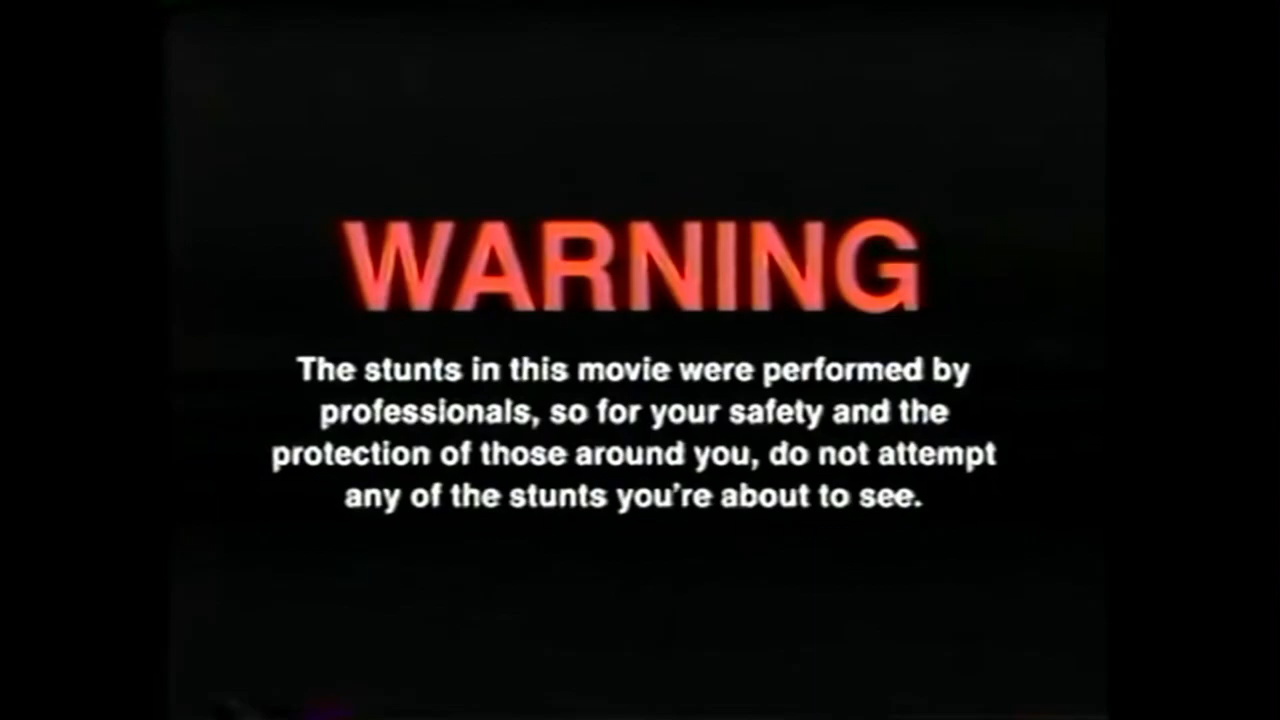 WARNING
The stunts in this movie were performed by
professionals, so for your safety and the
protection of those around you, do not attempt
any of the stunts you're about to see.